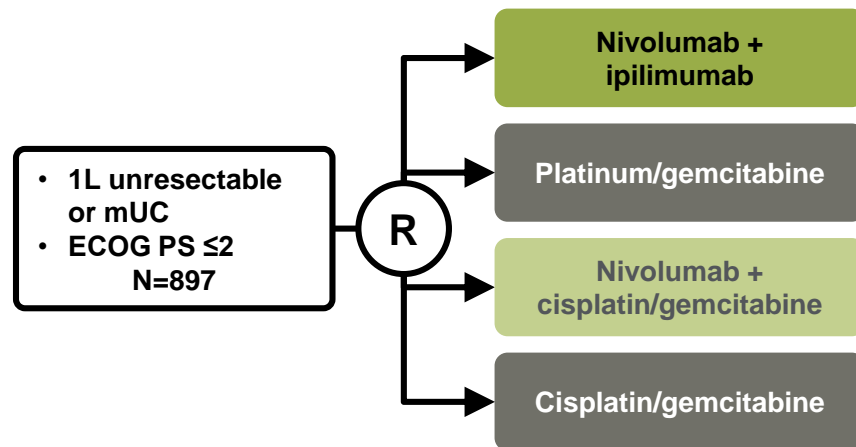 • 1L unresectable
or mUC
• ECOG PS ≤2
N=897
R
Nivolumab +
ipilimumab
Platinum/gemcitabine
Nivolumab +
cisplatin/gemcitabine
Cisplatin/gemcitabine